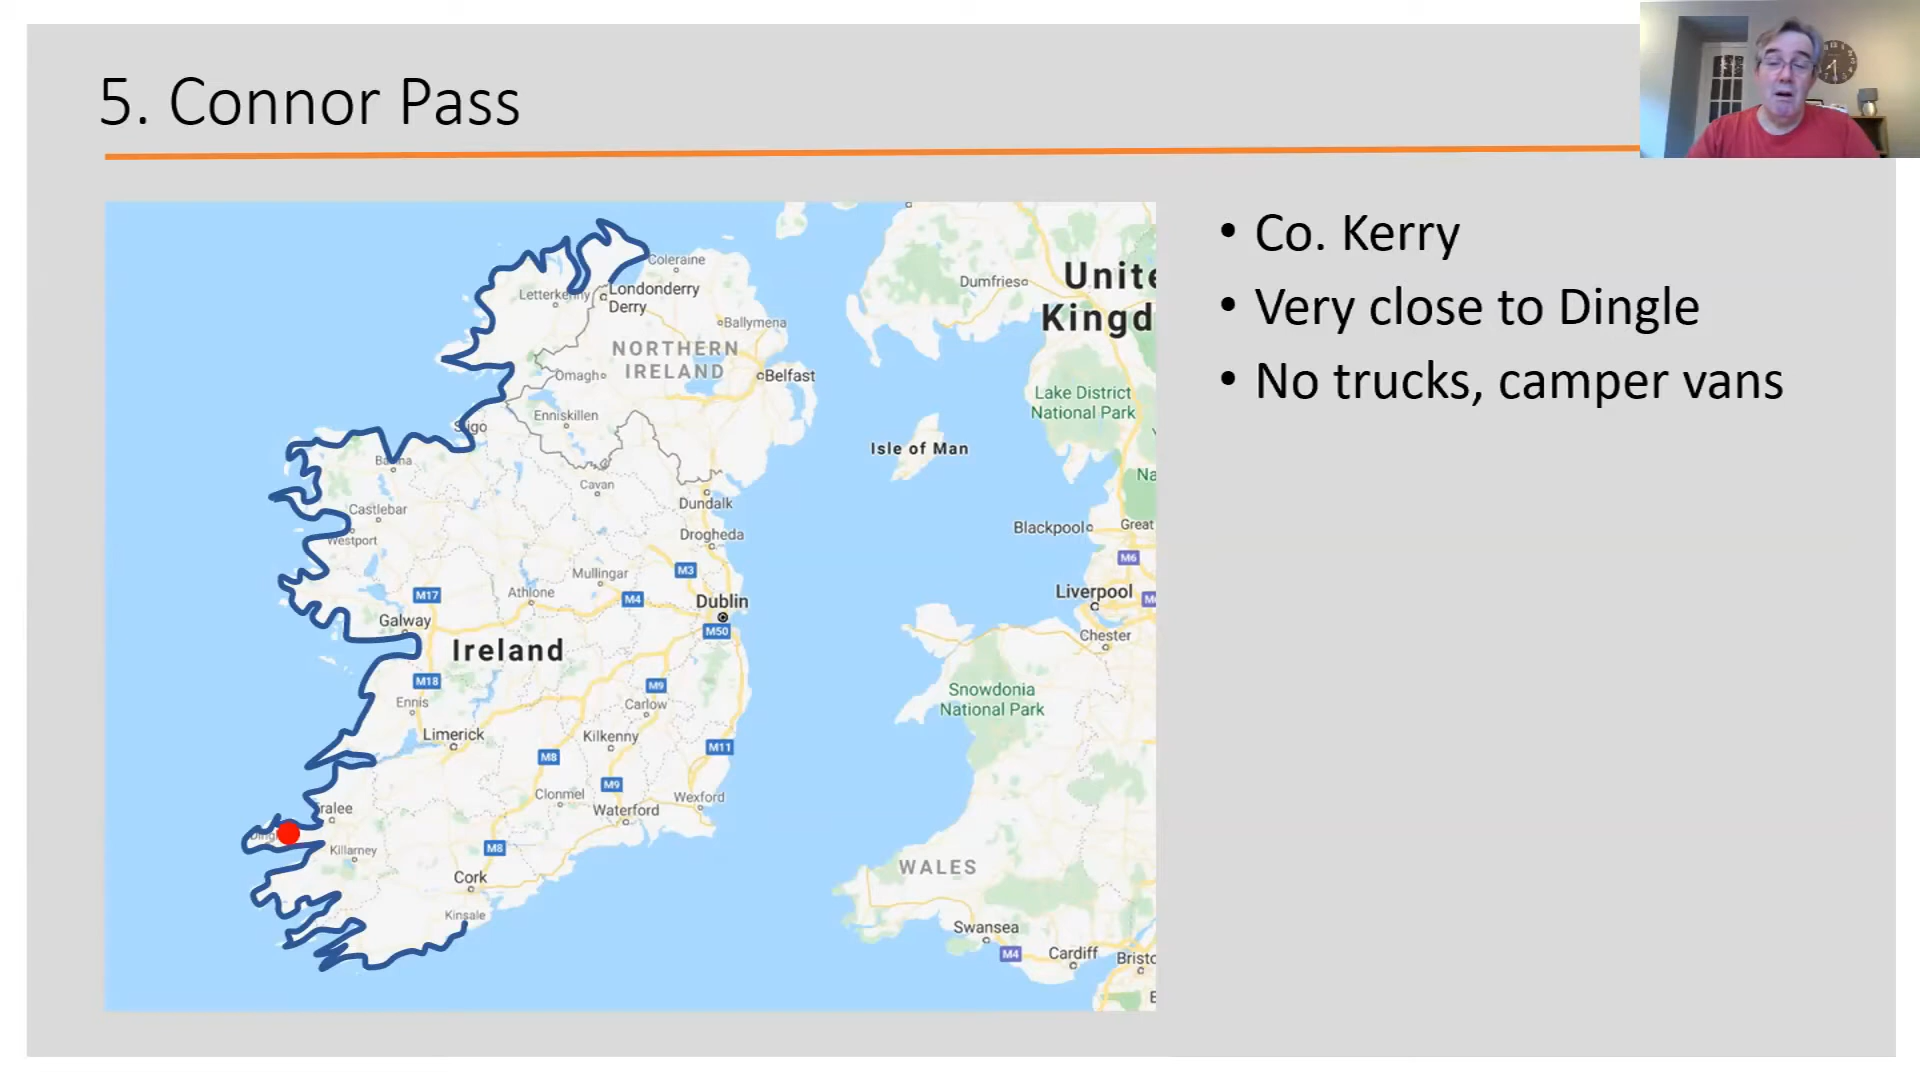 5. Connor Pass
• Co. Kerry
• Very close to Dingle
• No trucks, camper vans
Coleraine
Letterkenny
Londonderry
Derry
Dumfries
United
Kingd
Ballymena
NORTHERN
IRELAND
Omagh
Belfast
Lake District
National Park
Enniskillen
Sligo
Isle of Man
Ballina
Na
Cavan
Castlebar
Dundalk
Westport
Drogheda
Blackpool
Great
M6
Mullingar
M3
Athlone
M17
M4
Dublin
Liverpool
Galway
M50
Chester
Ireland
M18
M9
Snowdonia
National Park
Ennis
Carlow
Limerick
Kilkenny
M11
M8
M9
Clonmel
Wexford
Tralee
Waterford
Killarney
M8
WALES
Cork
Kinsale
Swansea
M4
Cardiff
Bristo